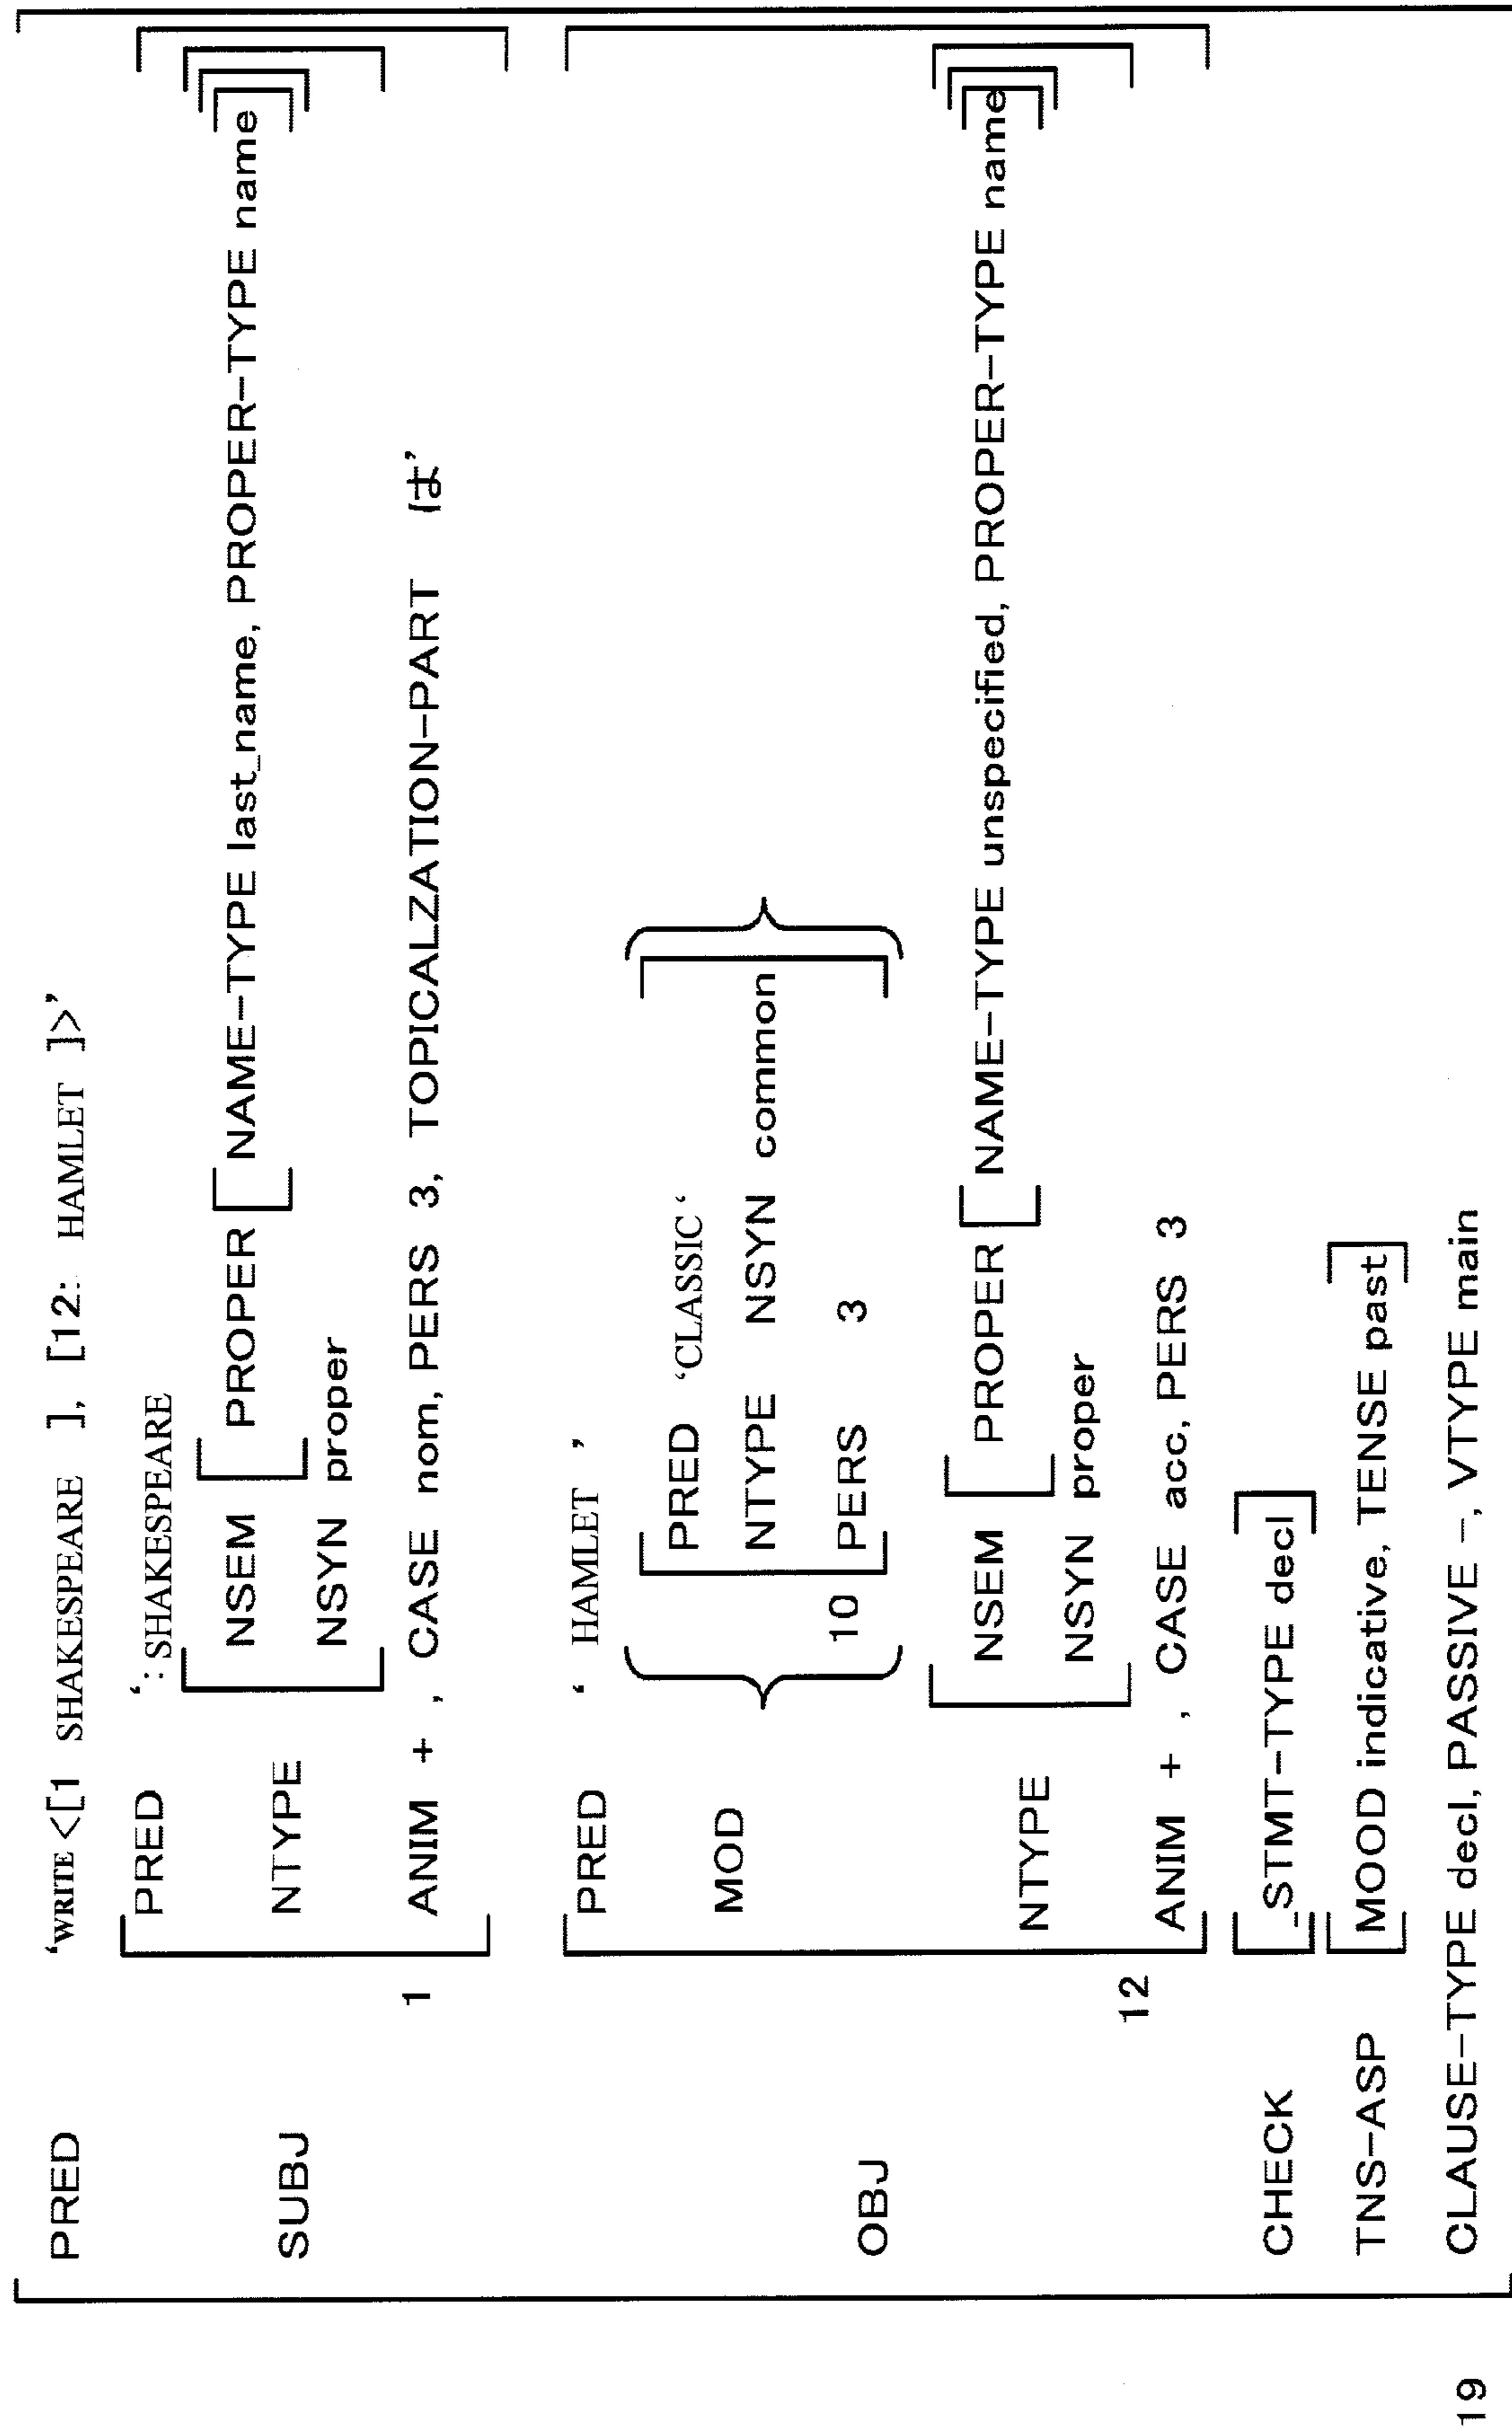 PRED ‘WRITE <[1 SHAKESPEARE ], [12: HAMLET ]>’
PRED ‘: SHAKESPEARE
NSEM PROPER NAME–TYPE last_name, PROPER–TYPE name
SUBJ NTYPE
NSYN proper
1 ANIM + , CASE nom, PERS 3, TOPICALZATION–PART は’
PRED ‘ HAMLET ’
PRED ‘CLASSIC ‘
MOD NTYPE NSYN common
10 PERS 3
OBJ
NSEM PROPER NAME–TYPE unspecified, PROPER–TYPE name
NTYPE
NSYN proper
12 ANIM + , CASE acc, PERS 3
CHECK _STMT–TYPE decl
TNS–ASP MOOD indicative, TENSE past
19 CLAUSE–TYPE decl, PASSIVE –, VTYPE main